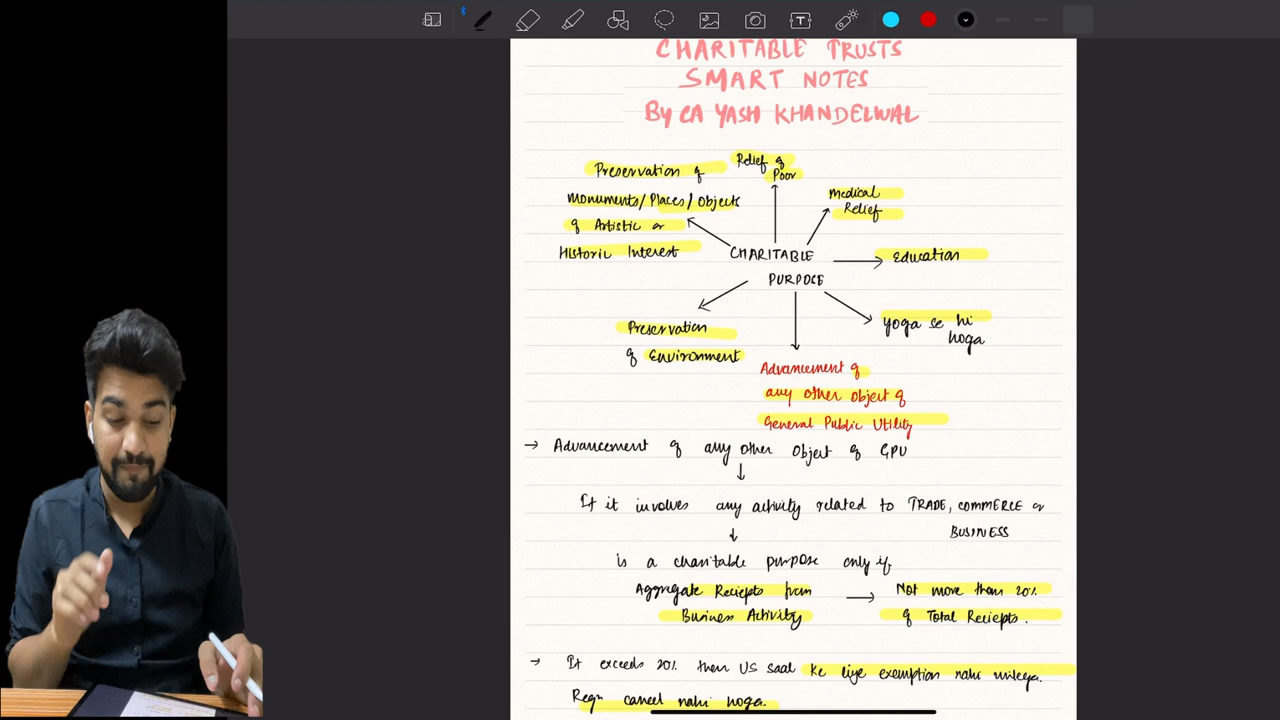 CHARITABLE TRUSTS
SMART NOTES
By CA YASH KHANDELWAL
Relief of
Poor
Preservation of
Monuments/Places/Objects
of Artistic or
Historic Interest
Medical
Relief
CHARITABLE
PURPOSE
Education
Preservation
of Environment
yoga se hi
hoga
Advancement of
any other Object of
General Public Utility
→ Advancement of any other Object of GPU
↓
If it involves any activity related to TRADE, COMMERCE or
BUSINESS
↓
is a charitable purpose only if
Aggregate Reciepts from → Not more than 20%
Business Activity of Total Reciepts.
→ If exceeds 20% then US saal ke liye exemption nahi milega.
Regn cancel nahi hoga.